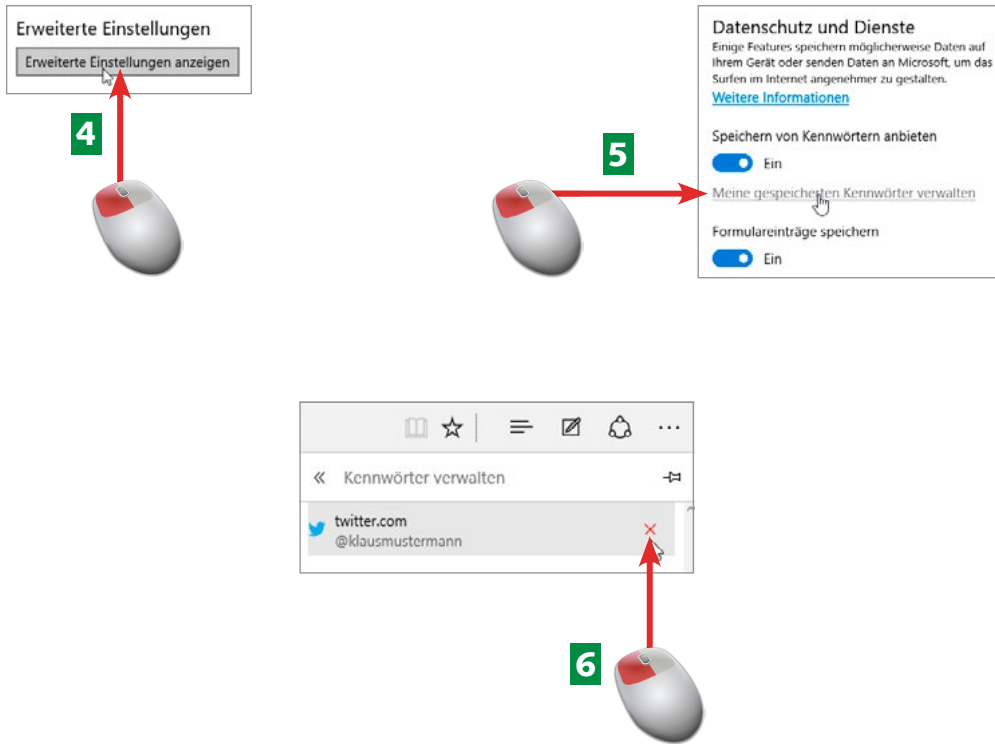 Erweiterte Einstellungen
Erweiterte Einstellungen anzeigen
4
5
Datenschutz und Dienste
Einige Features speichern möglicherweise Daten auf
Ihrem Gerät oder senden Daten an Microsoft, um das
Surfen im Internet angenehmer zu gestalten.
Weitere Informationen
Speichern von Kennwörtern anbieten
Ein
Meine gespeicherten Kennwörter verwalten
Formulareinträge speichern
Ein
Kennwörter verwalten
twitter.com
@klausmustermann
6